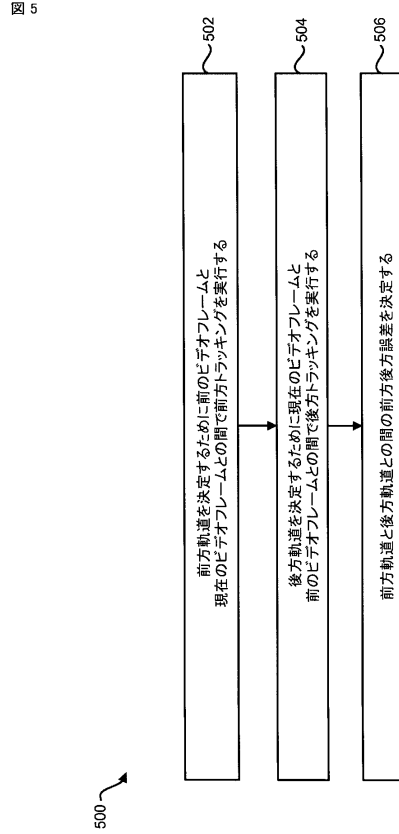 図 5
500
502
前方軌道を決定するために前のビデオフレームと
現在のビデオフレームとの間で前方トラッキングを実行する
504
後方軌道を決定するために現在のビデオフレームと
前のビデオフレームとの間で後方トラッキングを実行する
506
前方軌道と後方軌道との間の前方後方誤差を決定する